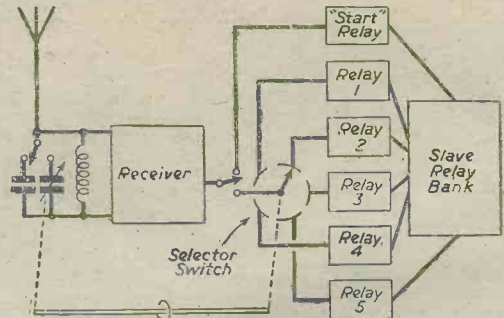 "Start"
Relay
Relay
1
Relay
2
Receiver
Slave
Relay
Bank
Relay
3
Selector
Switch
Relay,
4
Relay
5